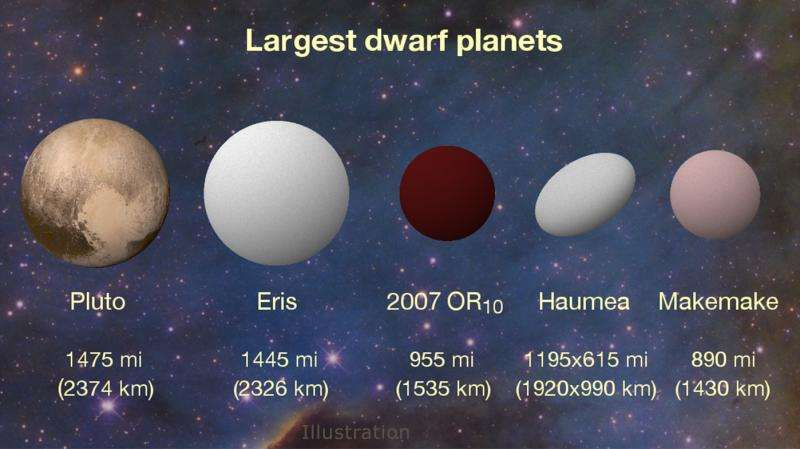 Largest dwarf planets
Pluto Eris 2007 OR₁₀ Haumea Makemake
1475 mi 1445 mi 955 mi 1195x615 mi 890 mi
(2374 km) (2326 km) (1535 km) (1920x990 km) (1430 km)
Illustration